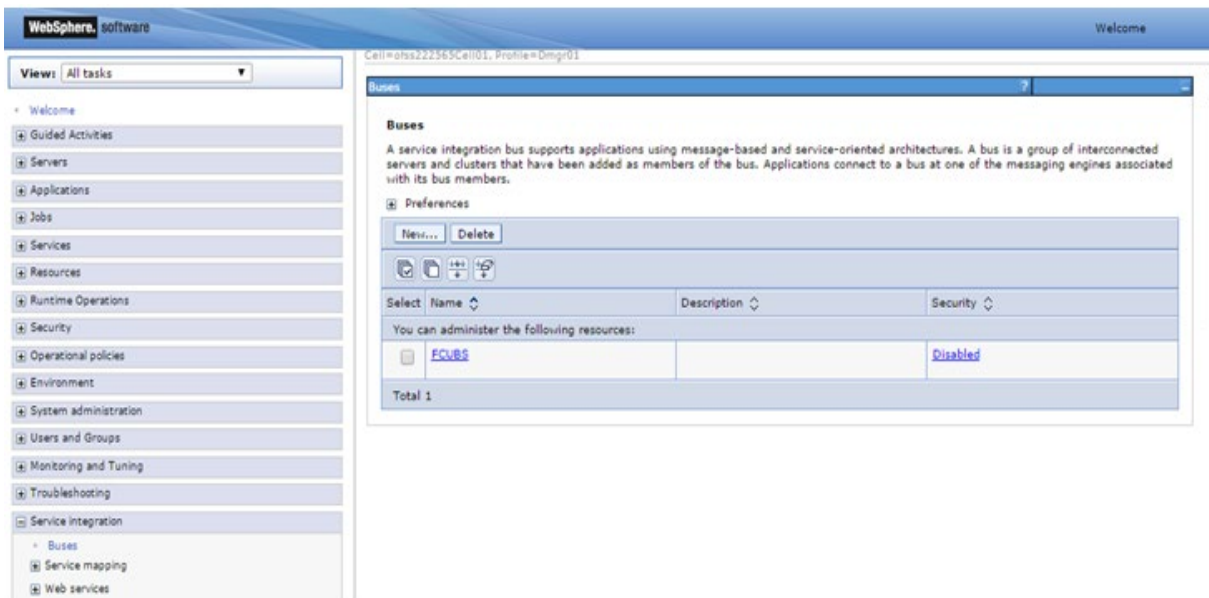 WebSphere. software
Welcome
View: All tasks
Cell=ofss222565Cell01, Profile=Dmgr01
Welcome
Guided Activities
Servers
Applications
Jobs
Services
Resources
Runtime Operations
Security
Operational policies
Environment
System administration
Users and Groups
Monitoring and Tuning
Troubleshooting
Service integration
Buses
Service mapping
Web services
Buses
?
Buses
A service integration bus supports applications using message-based and service-oriented architectures. A bus is a group of interconnected
servers and clusters that have been added as members of the bus. Applications connect to a bus at one of the messaging engines associated
with its bus members.
Preferences
New... Delete
Select Name Description Security
You can administer the following resources:
FCUBS Disabled
Total 1